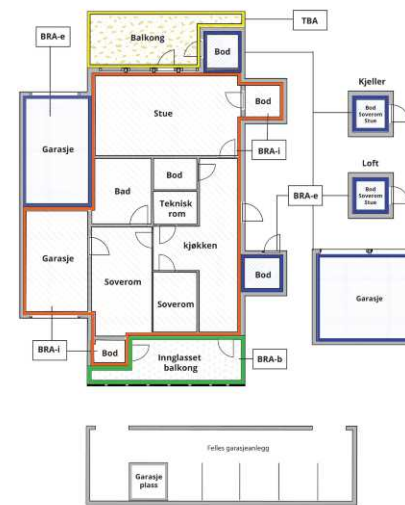 BRA-e
TBA
Balkong
Bod
Kjeller
Stue
Bod
Bod
Soverom
Stue
Garasje
BRA-i
Loft
Bad
Bod
Teknisk
rom
BRA-e
Bod
Soverom
Stue
Garasje
kjøkken
Soverom
Soverom
Bod
Garasje
BRA-i
Bod
Innglasset
balkong
BRA-b
Felles garasjeanlegg
Garasje
plass